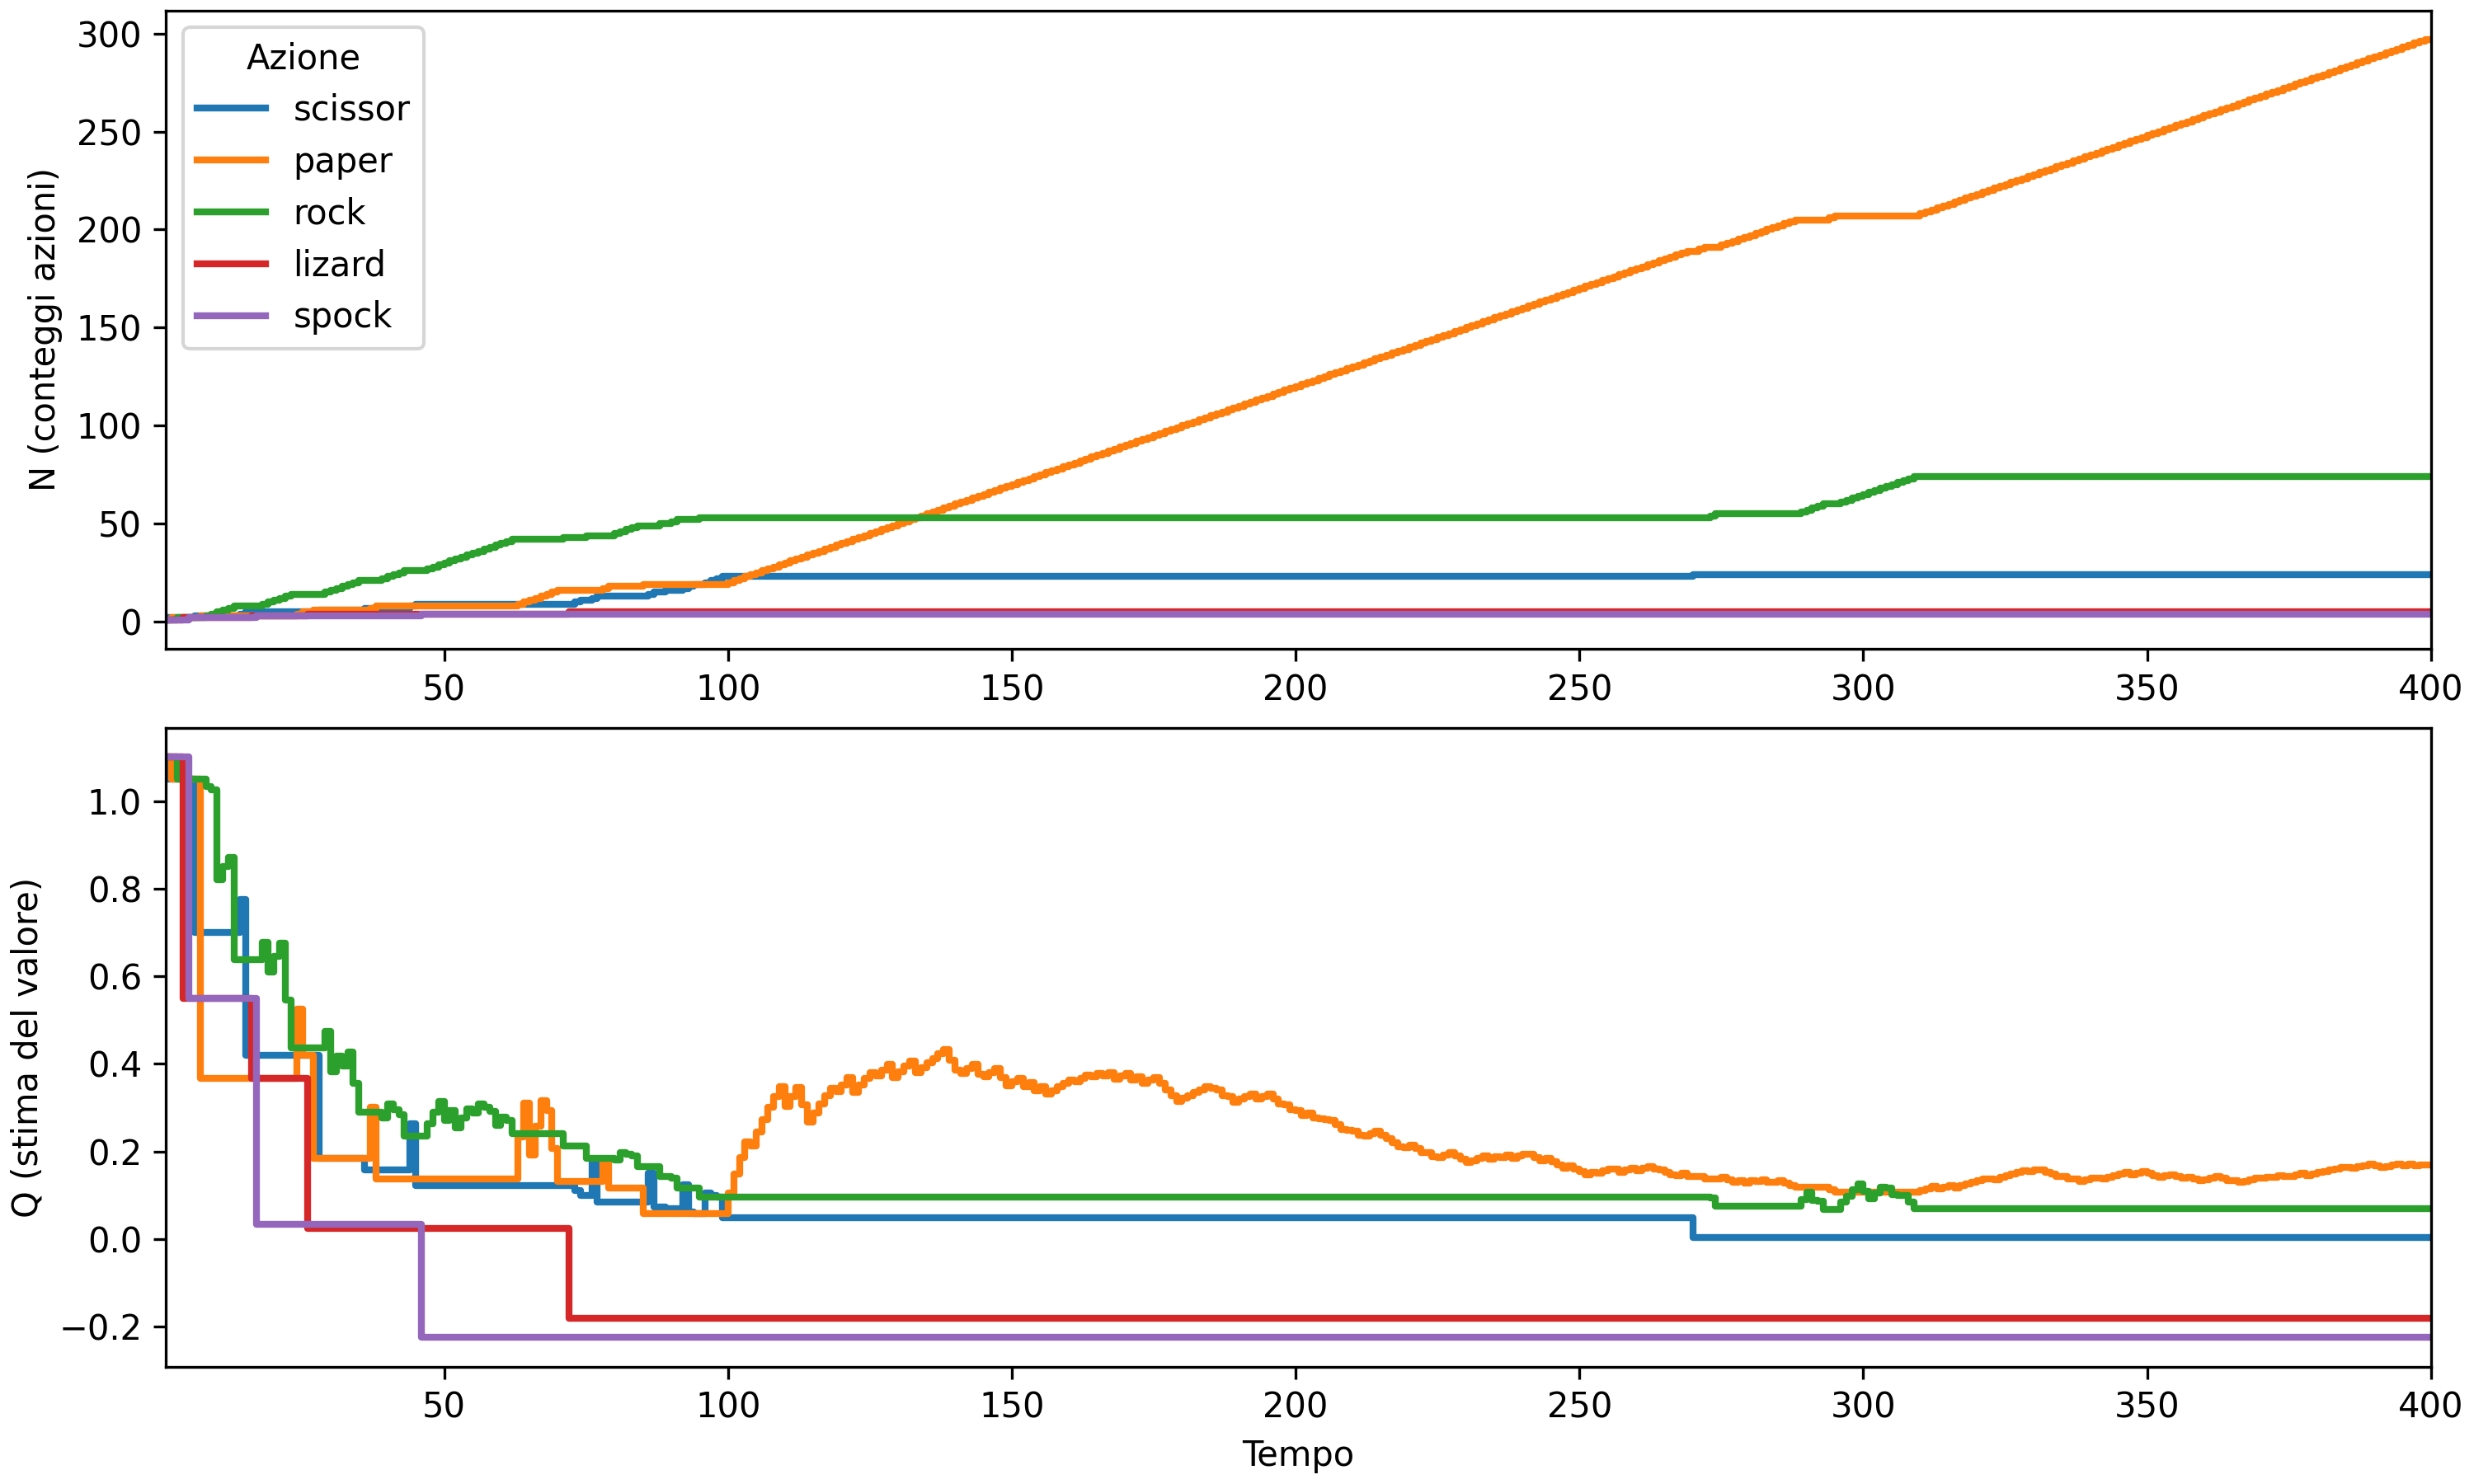 300
250
200
150
100
50
0
N (conteggi azioni)
Azione
scissor
paper
rock
lizard
spock
50 100 150 200 250 300 350 400
1.0
0.8
0.6
0.4
0.2
0.0
−0.2
Q (stima del valore)
50 100 150 200 250 300 350 400
Tempo